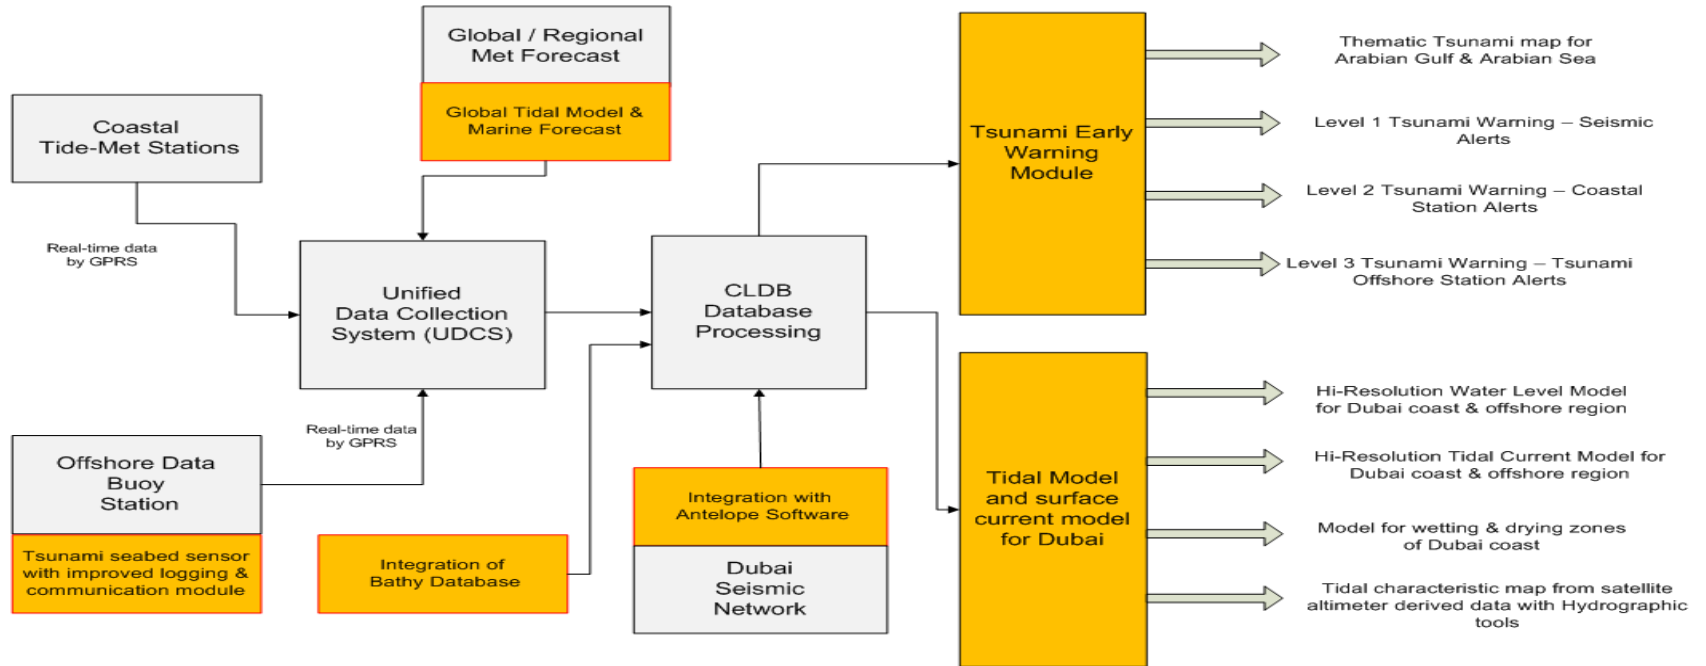 Global / Regional
Met Forecast
Global Tidal Model &
Marine Forecast
Coastal
Tide-Met Stations
Real-time data
by GPRS
Unified
Data Collection
System (UDCS)
Real-time data
by GPRS
Offshore Data
Buoy
Station
Tsunami seabed sensor
with improved logging &
communication module
Integration of
Bathy Database
CLDB
Database
Processing
Integration with
Antelope Software
Dubai
Seismic
Network
Tsunami Early
Warning
Module
Thematic Tsunami map for
Arabian Gulf & Arabian Sea
Level 1 Tsunami Warning – Seismic
Alerts
Level 2 Tsunami Warning – Coastal
Station Alerts
Level 3 Tsunami Warning – Tsunami
Offshore Station Alerts
Tidal Model
and surface
current model
for Dubai
Hi-Resolution Water Level Model
for Dubai coast & offshore region
Hi-Resolution Tidal Current Model for
Dubai coast & offshore region
Model for wetting & drying zones
of Dubai coast
Tidal characteristic map from satellite
altimeter derived data with Hydrographic
tools